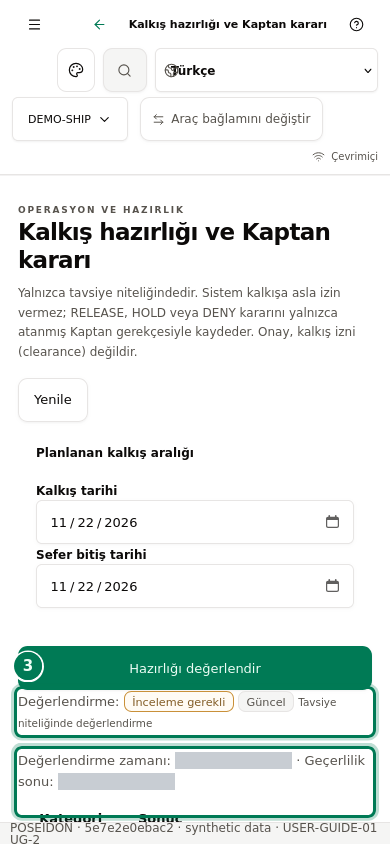 Kalkış hazırlığı ve Kaptan kararı
Türkçe
DEMO-SHIP
Araç bağlamını değiştir
Çevrimiçi
OPERASYON VE HAZIRLIK
Kalkış hazırlığı ve Kaptan
kararı
Yalnızca tavsiye niteliğindedir. Sistem kalkışa asla izin
vermez; RELEASE, HOLD veya DENY kararını yalnızca
atanmış Kaptan gerekçesiyle kaydeder. Onay, kalkış izni
(clearance) değildir.
Yenile
Planlanan kalkış aralığı
Kalkış tarihi
11/22/2026
Sefer bitiş tarihi
11/22/2026
3
Hazırlığı değerlendir
Değerlendirme: İnceleme gerekli Güncel Tavsiye
niteliğinde değerlendirme
Değerlendirme zamanı: · Geçerlilik
sonu:
Kategori Sonuç
POSEIDON · 5e7e2e0ebac2 · synthetic data · USER-GUIDE-01
UG-2